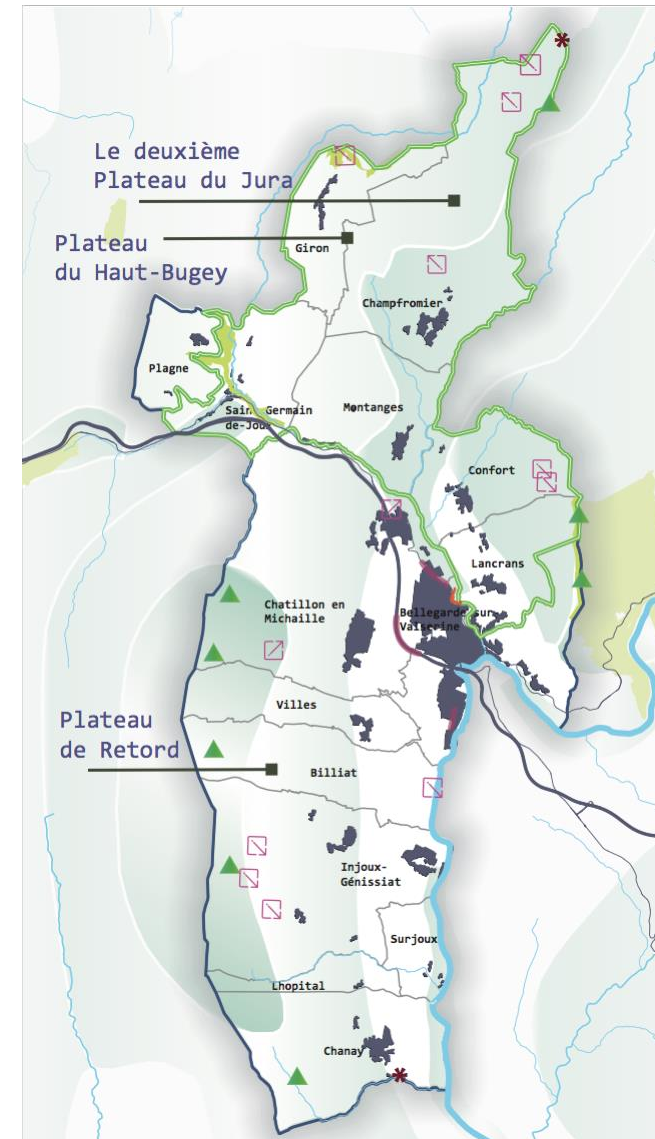 Le deuxième
Plateau du Jura
Plateau
du Haut-Bugey
Giron
Champfromier
Plagne
Saint Germain
de-Joux
Montanges
Confort
Lancrans
Bellegarde sur
Valserine
Chatillon en
Michaille
Villes
Plateau
de Retord
Billiat
Injoux-
Génissiat
Surjoux
Lhopital
Chanay